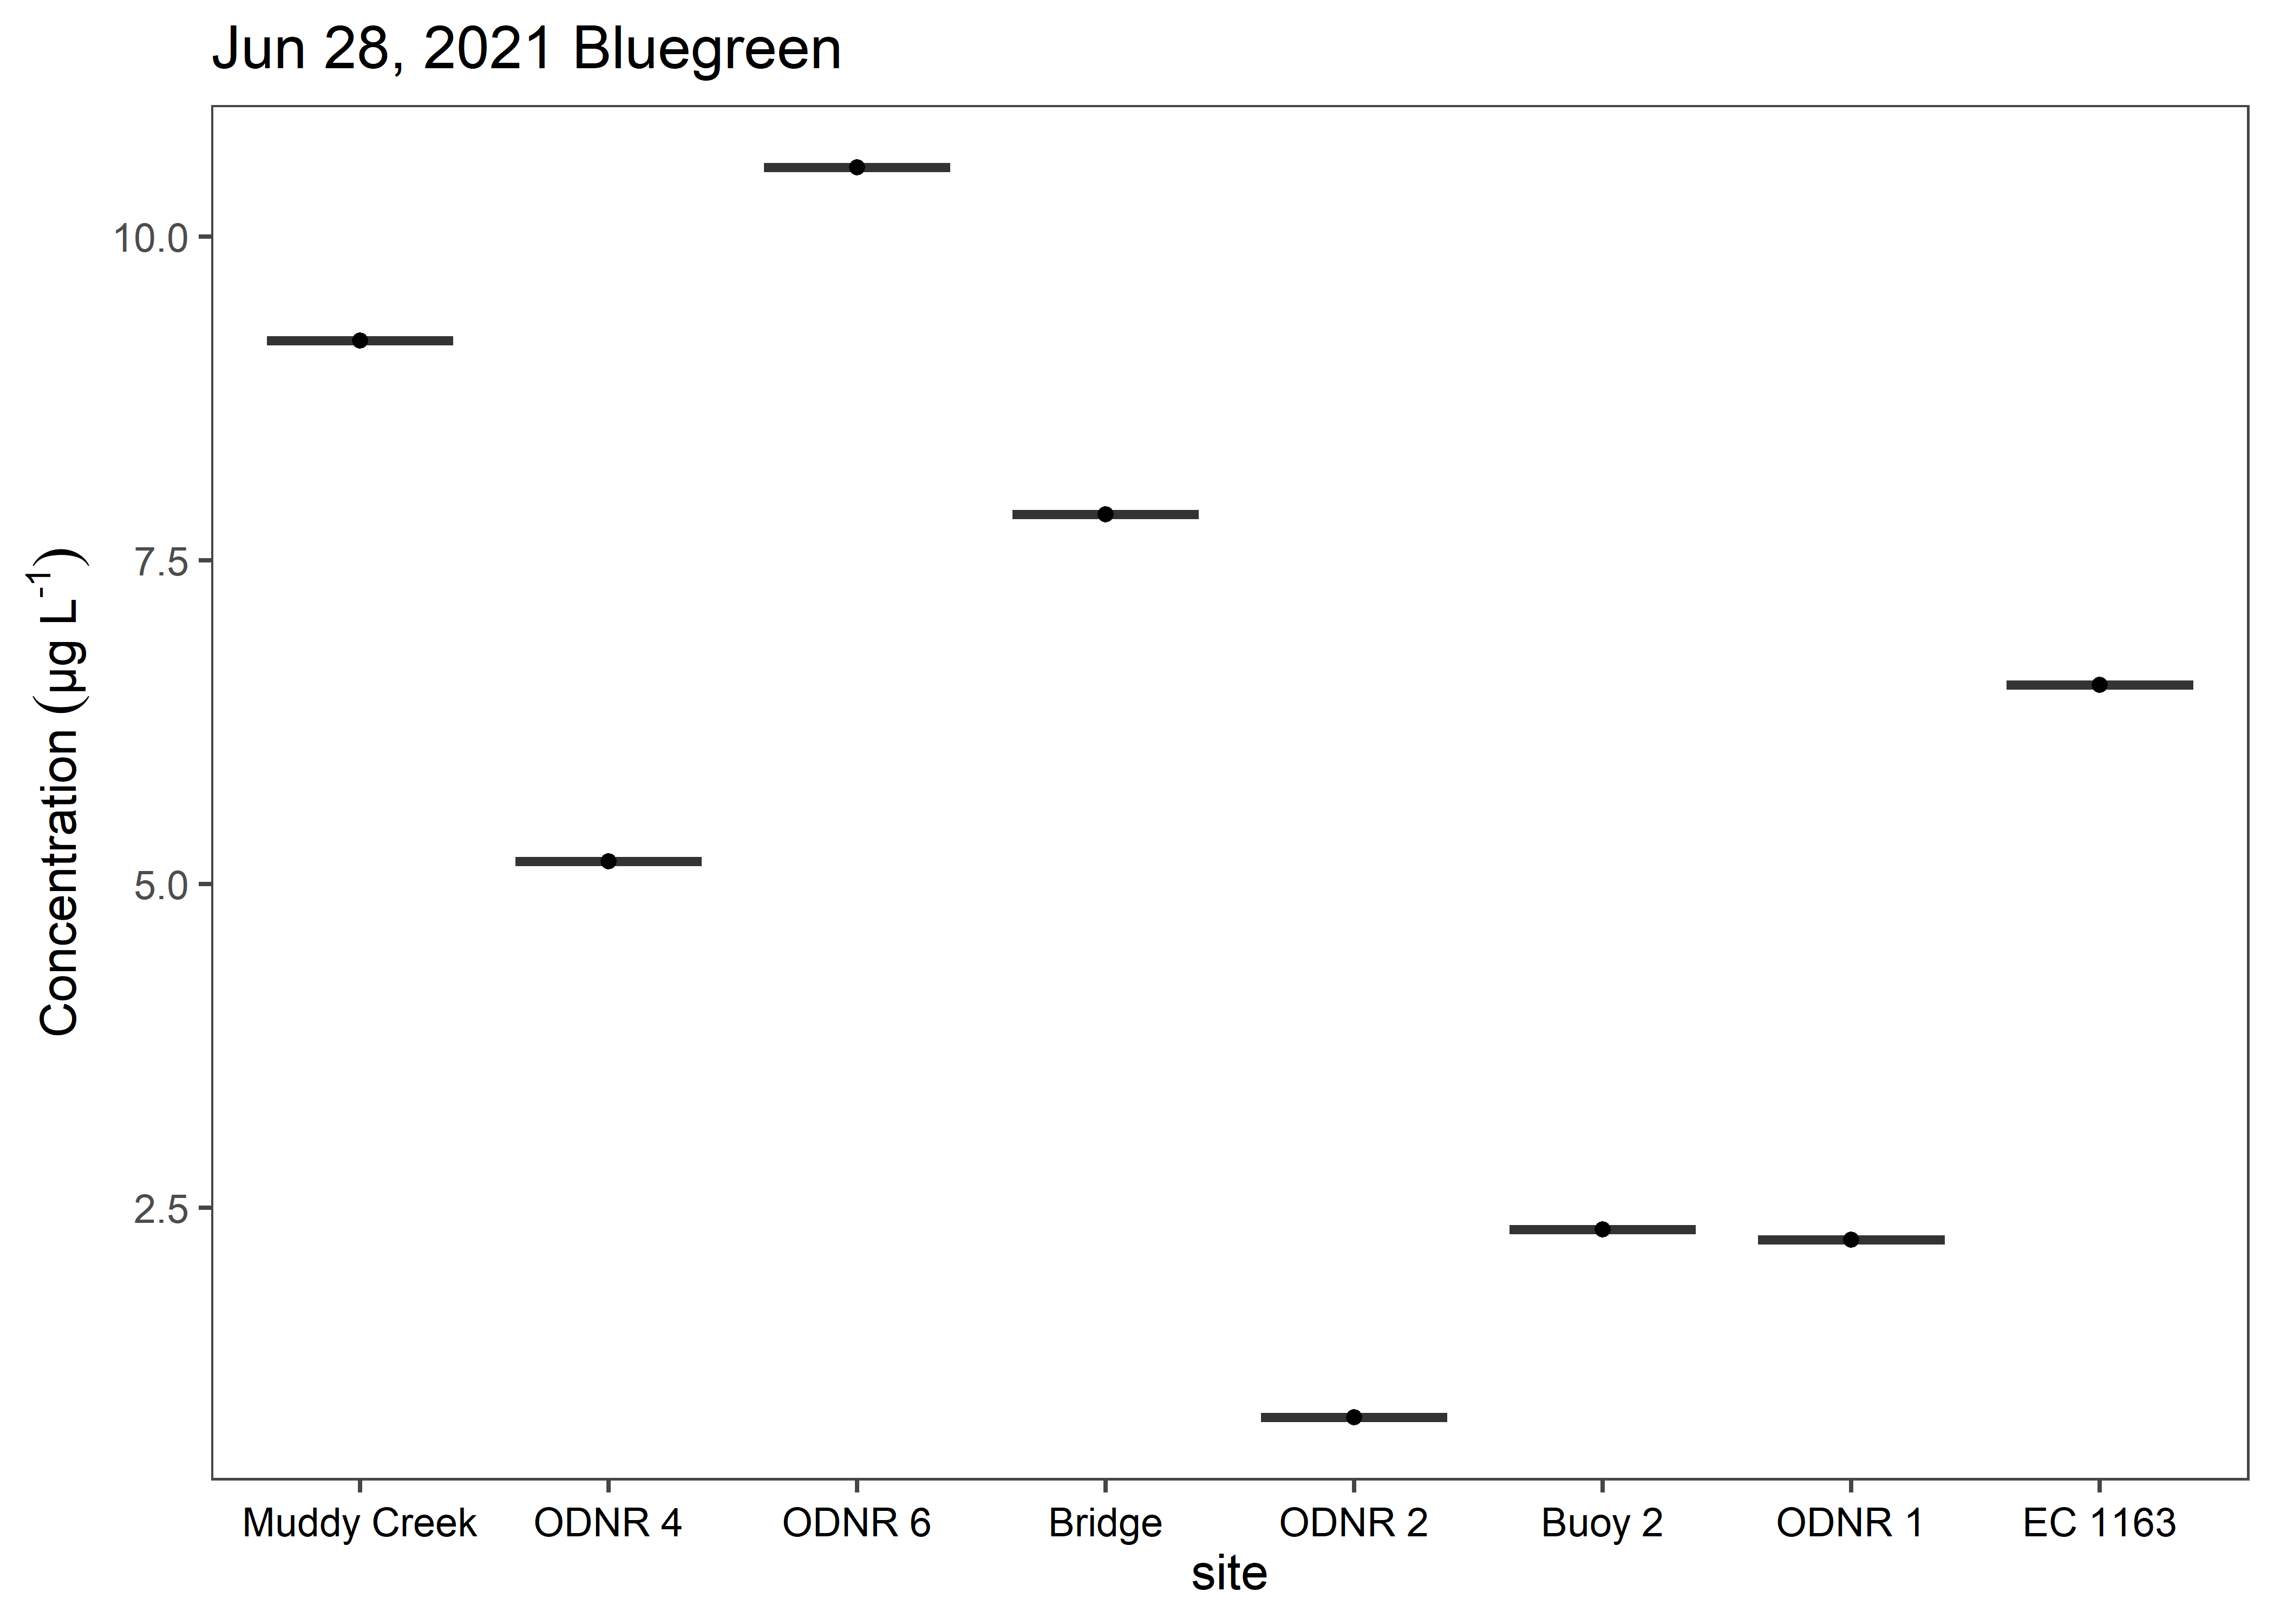 Jun 28, 2021 Bluegreen
Concentration (µg L⁻¹)
10.0
7.5
5.0
2.5
Muddy Creek ODNR 4 ODNR 6 Bridge ODNR 2 Buoy 2 ODNR 1 EC 1163
site